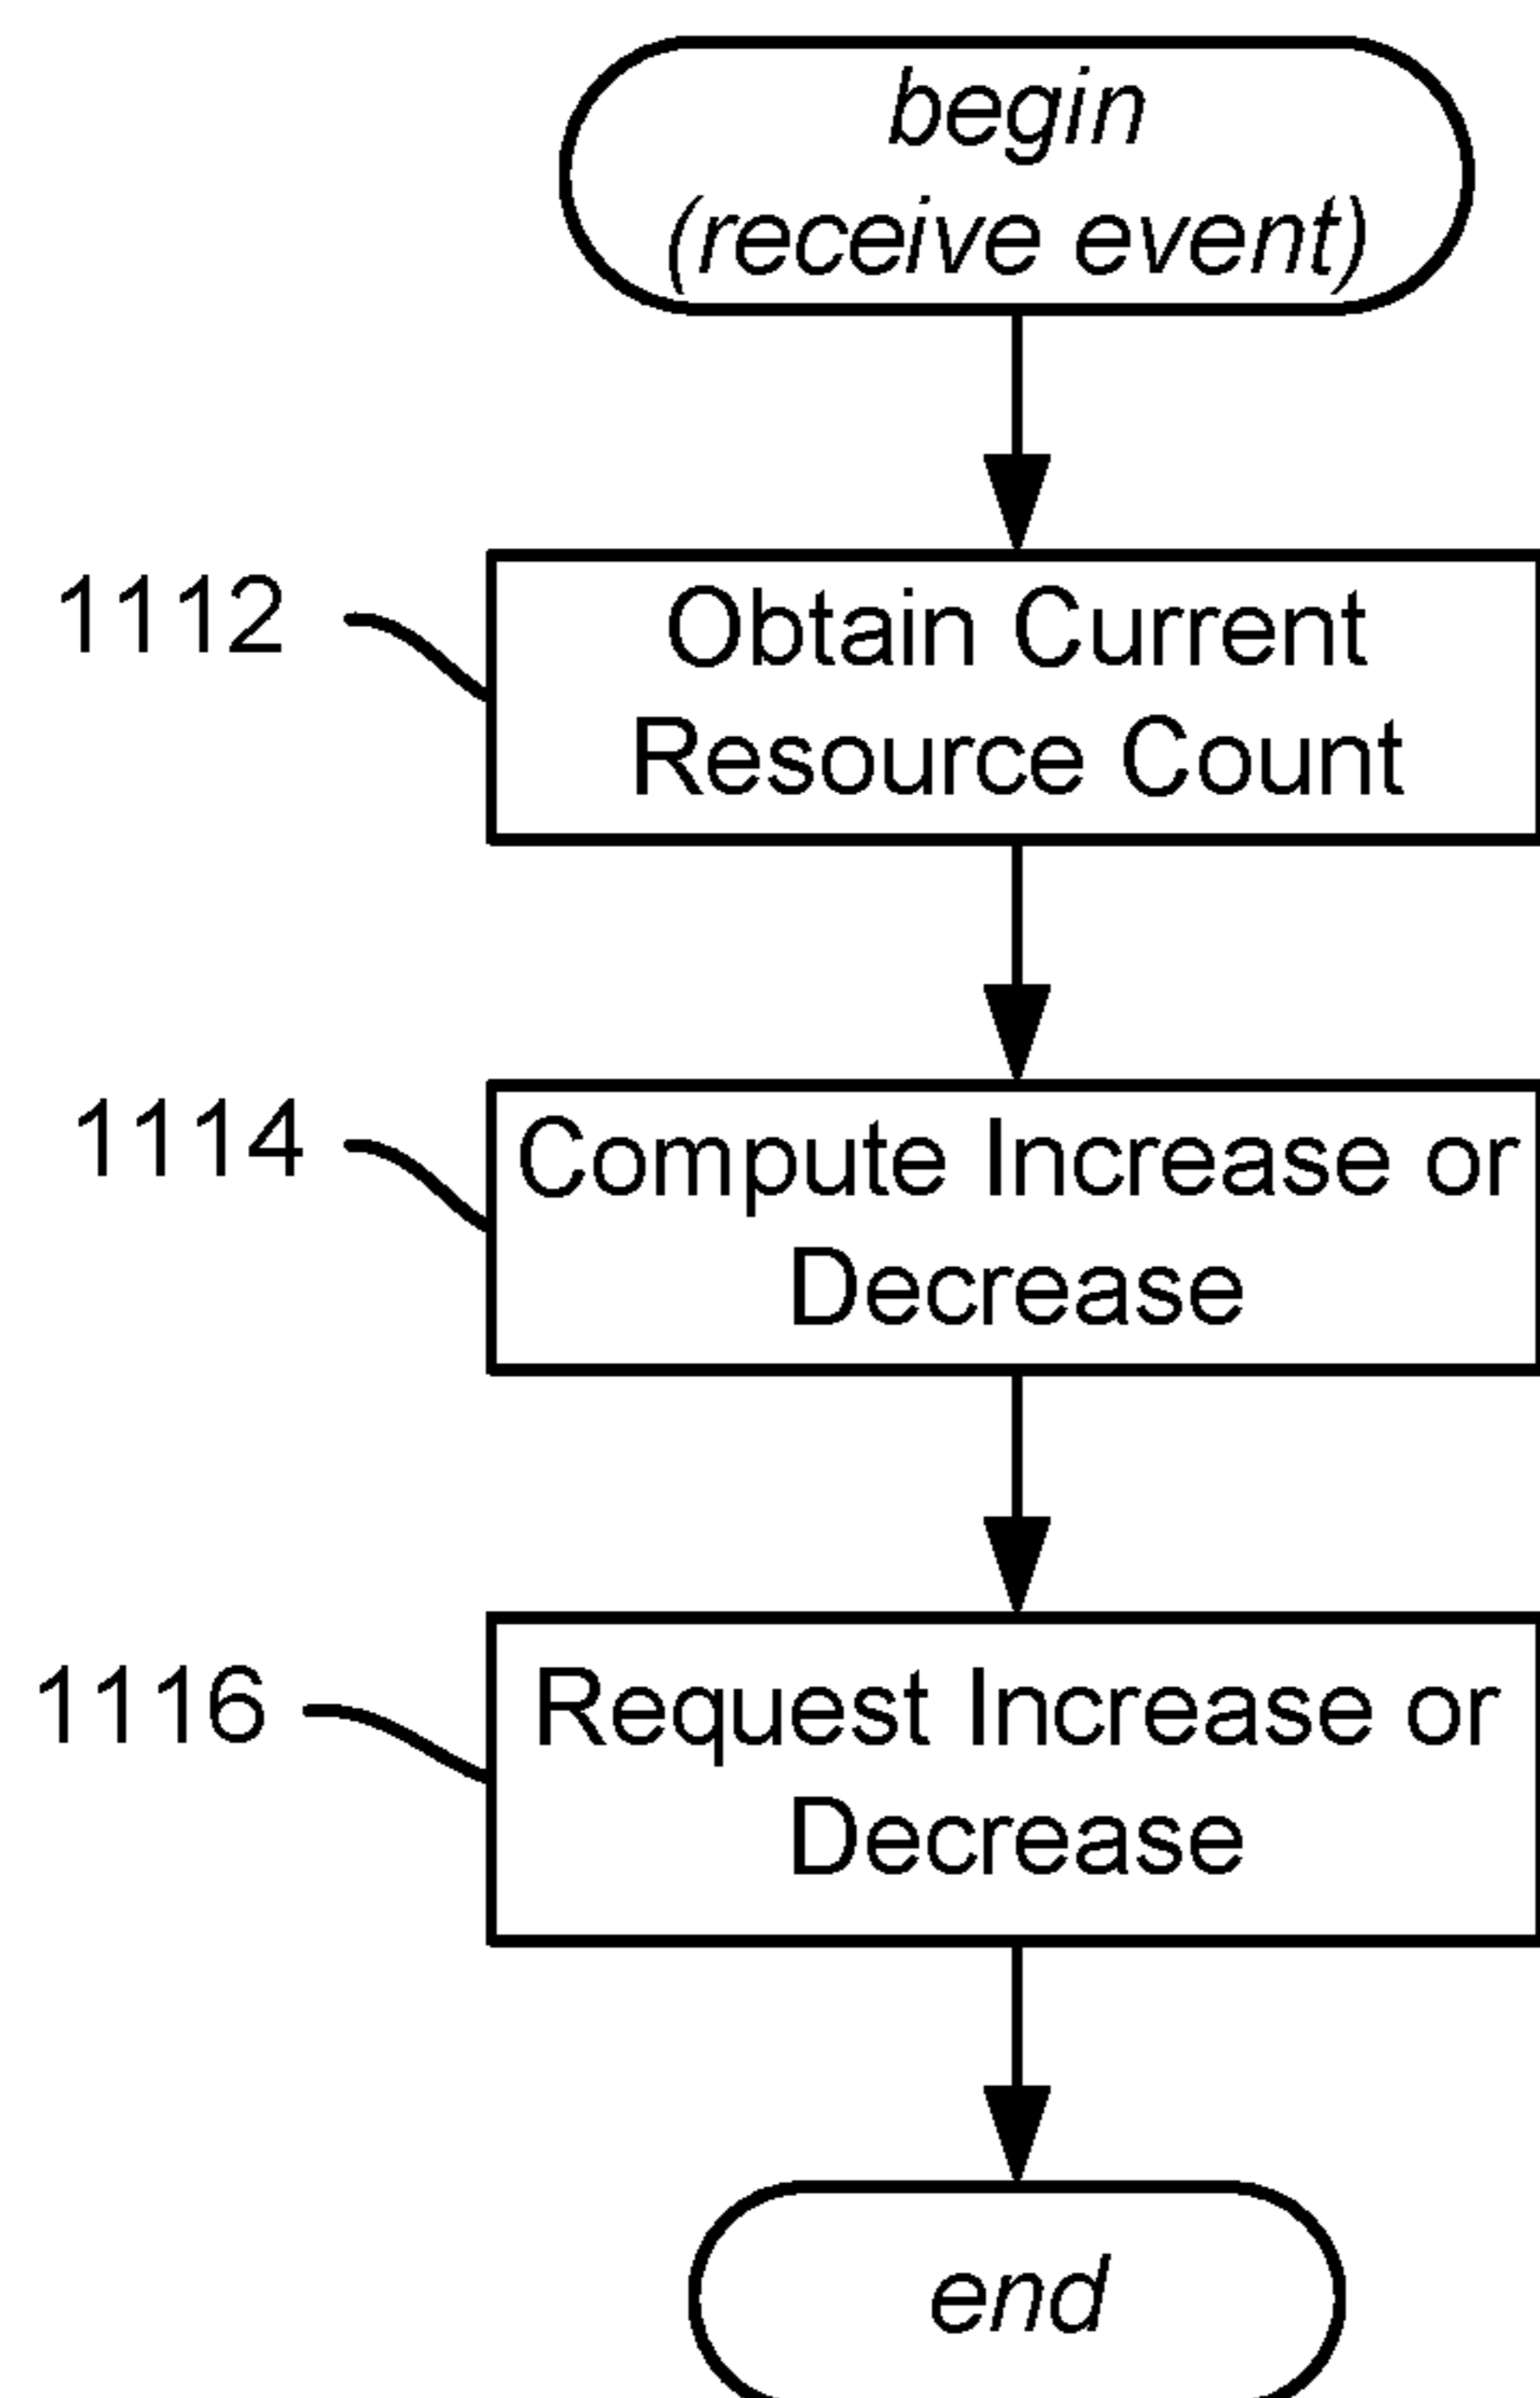 begin
(receive event)
1112
Obtain Current
Resource Count
1114
Compute Increase or
Decrease
1116
Request Increase or
Decrease
end